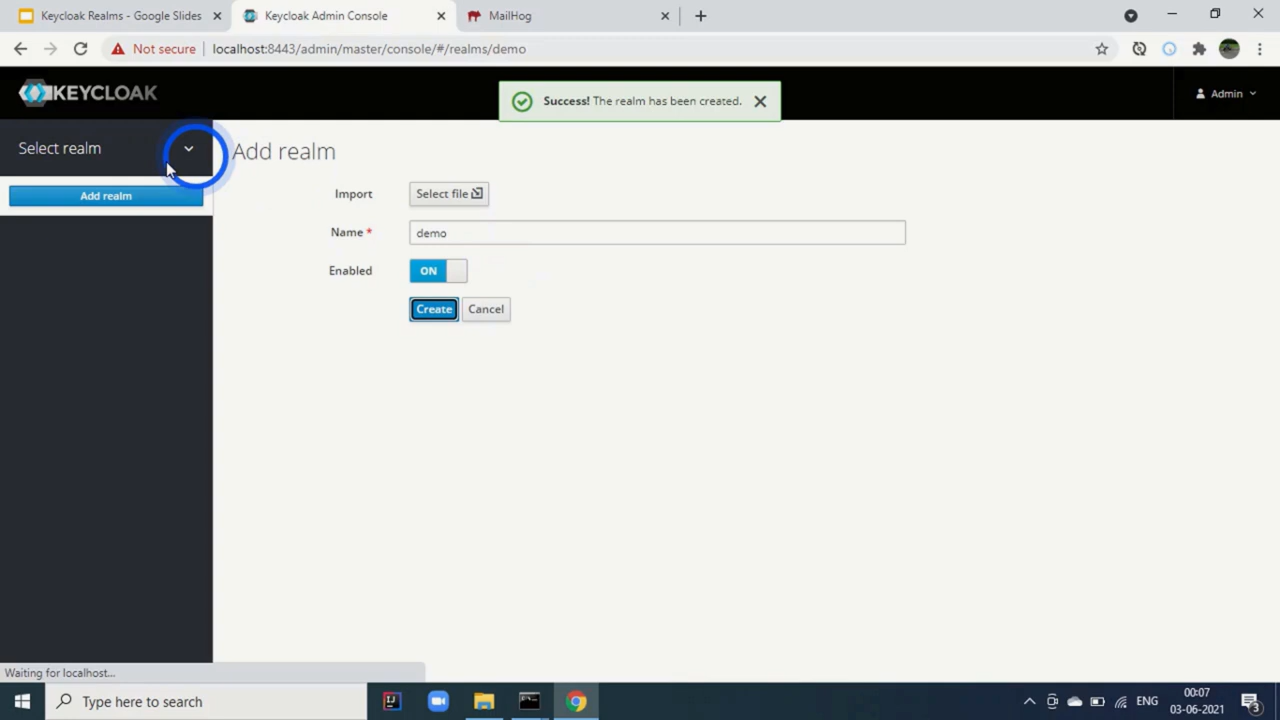 Keycloak Realms - Google Slides
Keycloak Admin Console
MailHog
Not secure
localhost:8443/admin/master/console/#/realms/demo
KEYCLOAK
Success! The realm has been created.
Admin
Select realm
Add realm
Add realm
Import
Select file
Name *
demo
Enabled
ON
Create
Cancel
Waiting for localhost...
Type here to search
ENG
00:07
03-06-2021
3